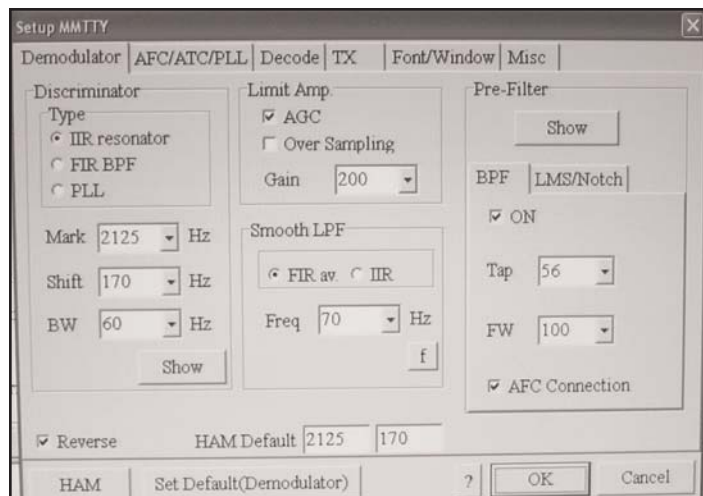 Setup MMTTY
Demodulator AFC/ATC/PLL Decode TX Font/Window Misc
Discriminator
Type
IIR resonator
FIR BPF
PLL
Mark 2125 Hz
Shift 170 Hz
BW 60 Hz
Show
Limit Amp.
AGC
Over Sampling
Gain 200
Smooth LPF
FIR av. IIR
Freq 70 Hz
f
Pre-Filter
Show
BPF LMS/Notch
ON
Tap 56
FW 100
AFC Connection
Reverse HAM Default 2125 170
HAM Set Default(Demodulator) ? OK Cancel